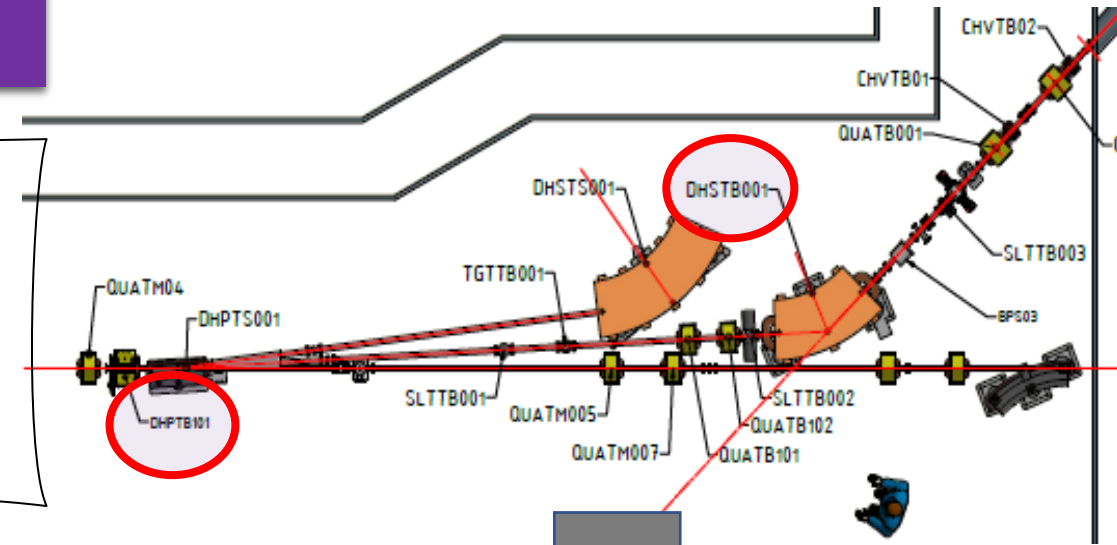 CHVTB02
CHVTB01
QUATB001
DHSTS001
DHSTB001
SLTTB003
TGTTB001
QUATM04
BPS03
DHPTS001
SLTTB001
SLTTB002
QUATM005
DHPTB101
QUATB102
QUATM007
QUATB101